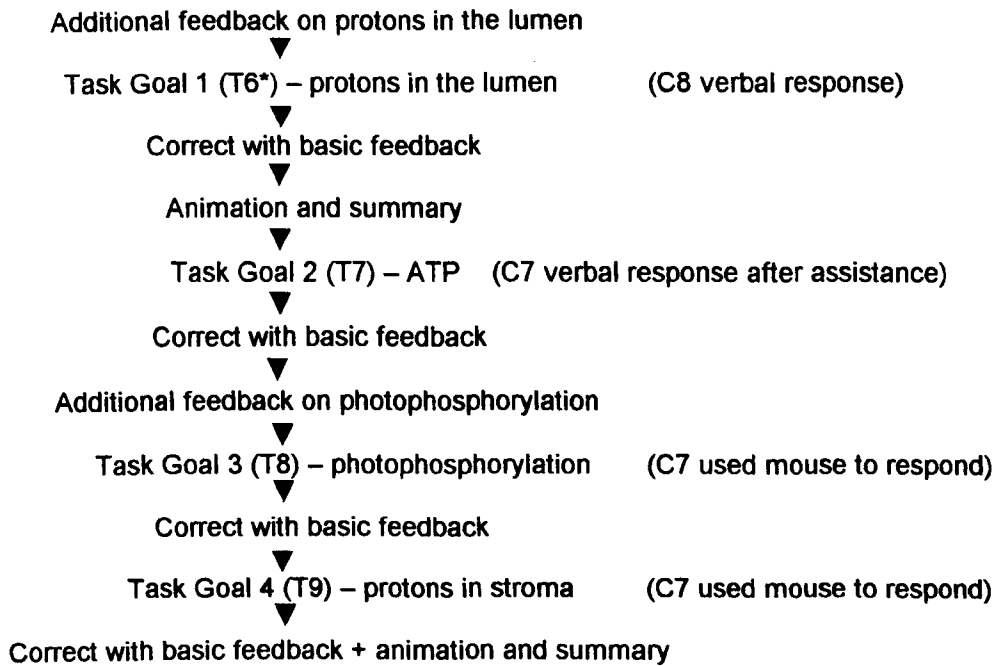 Additional feedback on protons in the lumen
Task Goal 1 (T6*) – protons in the lumen (C8 verbal response)
Correct with basic feedback
Animation and summary
Task Goal 2 (T7) – ATP (C7 verbal response after assistance)
Correct with basic feedback
Additional feedback on photophosphorylation
Task Goal 3 (T8) – photophosphorylation (C7 used mouse to respond)
Correct with basic feedback
Task Goal 4 (T9) – protons in stroma (C7 used mouse to respond)
Correct with basic feedback + animation and summary